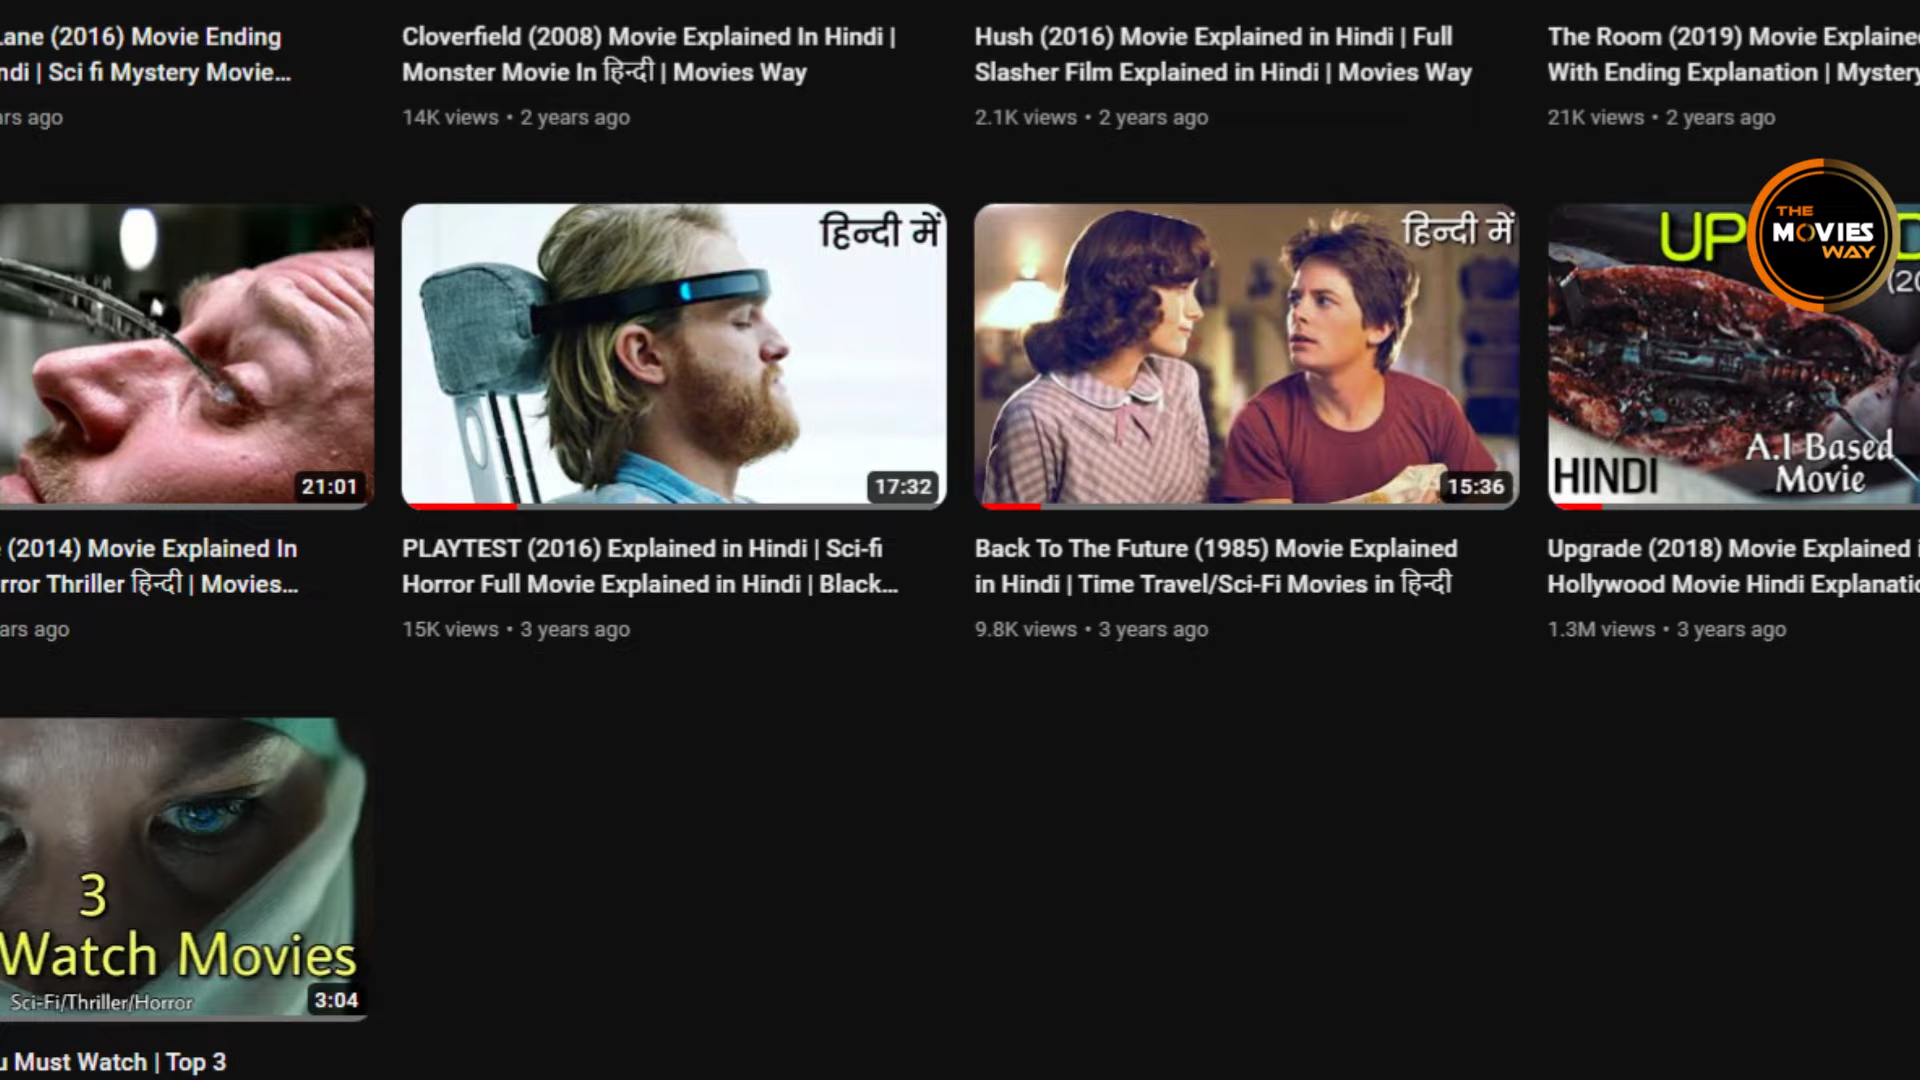 Lane (2016) Movie Ending
ndi | Sci fi Mystery Movie...
rs ago
Cloverfield (2008) Movie Explained In Hindi |
Monster Movie In हिन्दी | Movies Way
14K views • 2 years ago
Hush (2016) Movie Explained in Hindi | Full
Slasher Film Explained in Hindi | Movies Way
2.1K views • 2 years ago
The Room (2019) Movie Explained
With Ending Explanation | Mystery
21K views • 2 years ago
THE
MOVIES
WAY
21:01
हिन्दी में
17:32
हिन्दी में
15:36
UP
(20
HINDI
A.I Based
Movie
(2014) Movie Explained In
rror Thriller हिन्दी | Movies...
ars ago
PLAYTEST (2016) Explained in Hindi | Sci-fi
Horror Full Movie Explained in Hindi | Black...
15K views • 3 years ago
Back To The Future (1985) Movie Explained
in Hindi | Time Travel/Sci-Fi Movies in हिन्दी
9.8K views • 3 years ago
Upgrade (2018) Movie Explained i
Hollywood Movie Hindi Explanatio
1.3M views • 3 years ago
3
Watch Movies
Sci-Fi/Thriller/Horror
3:04
u Must Watch | Top 3